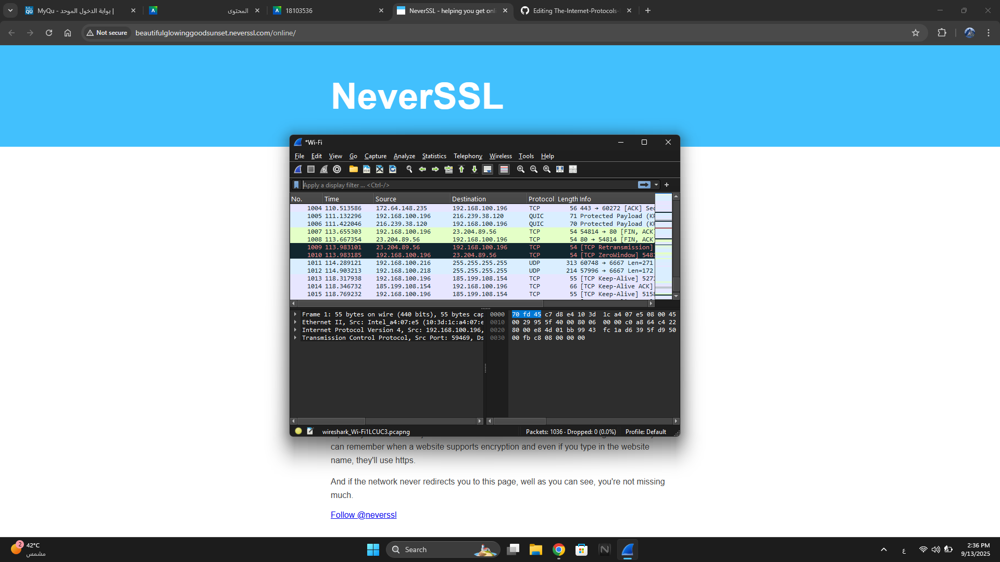 MyQu - بوابة الدخول الموحد |
المحتوى
18103536
NeverSSL - helping you get onl
Editing The-Internet-Protocols-
Not secure
beautifulglowinggoodsunset.neverssl.com/online/
NeverSSL
*Wi-Fi
File Edit View Go Capture Analyze Statistics Telephony Wireless Tools Help
Apply a display filter ... <Ctrl-/>
No. Time Source Destination Protocol Length Info
1004 110.513586 172.64.148.235 192.168.100.196 TCP 56 443 → 60272 [ACK] Sec
1005 111.132296 192.168.100.196 216.239.38.120 QUIC 71 Protected Payload (KP
1006 111.422046 216.239.38.120 192.168.100.196 QUIC 70 Protected Payload (KP
1007 113.655303 192.168.100.196 23.204.89.56 TCP 54 54814 → 80 [FIN, ACK]
1008 113.667354 23.204.89.56 192.168.100.196 TCP 54 80 → 54814 [FIN, ACK]
1009 113.983101 23.204.89.56 192.168.100.196 TCP 54 [TCP Retransmission]
1010 113.983185 192.168.100.196 23.204.89.56 TCP 54 [TCP ZeroWindow] 5481
1011 114.289121 192.168.100.216 255.255.255.255 UDP 313 60748 → 6667 Len=271
1012 114.903213 192.168.100.218 255.255.255.255 UDP 214 57996 → 6667 Len=172
1013 118.317938 192.168.100.196 185.199.108.154 TCP 55 [TCP Keep-Alive] 5271
1014 118.346732 185.199.108.154 192.168.100.196 TCP 66 [TCP Keep-Alive ACK]
1015 118.769232 192.168.100.196 185.199.108.154 TCP 55 [TCP Keep-Alive] 5158
Frame 1: 55 bytes on wire (440 bits), 55 bytes cap
Ethernet II, Src: Intel_a4:07:e5 (10:3d:1c:a4:07:e
Internet Protocol Version 4, Src: 192.168.100.196,
Transmission Control Protocol, Src Port: 59469, Ds
0000 70 fd 45 c7 d8 e4 10 3d 1c a4 07 e5 08 00 45
0010 00 29 95 5f 40 00 80 06 00 00 c0 a8 64 c4 22
0020 80 00 e8 4d 01 bb 99 43 fc 1a d6 39 5f d9 50
0030 00 fb c8 08 00 00 00
wireshark_Wi-Fi1LCUC3.pcapng
Packets: 1036 · Dropped: 0 (0.0%)
Profile: Default
can remember when a website supports encryption and even if you type in the website
name, they'll use https.
And if the network never redirects you to this page, well as you can see, you're not missing
much.
Follow @neverssl
2
42°C
مشمس
Search
ع
2:36 PM
9/13/2025